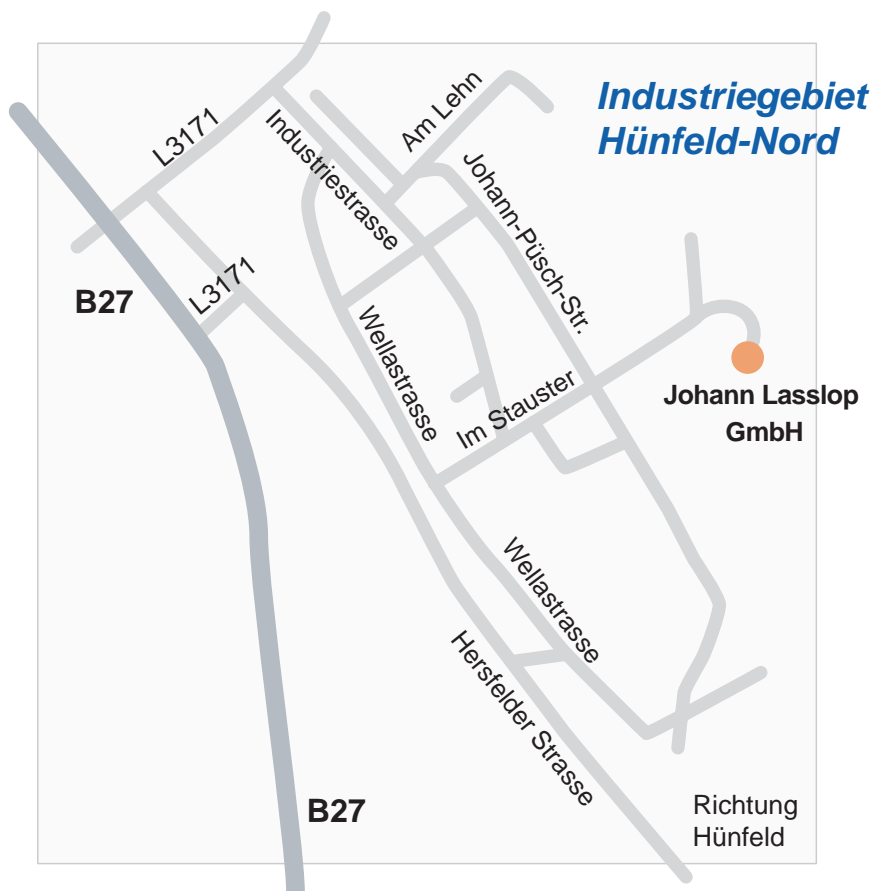 Industriegebiet
Hünfeld-Nord
L3171
Am Lehn
Industriestrasse
Johann-Püsch-Str.
L3171
B27
Wellastrasse
Im Stauster
Johann Lasslop
GmbH
Wellastrasse
Hersfelder Strasse
B27
Richtung
Hünfeld